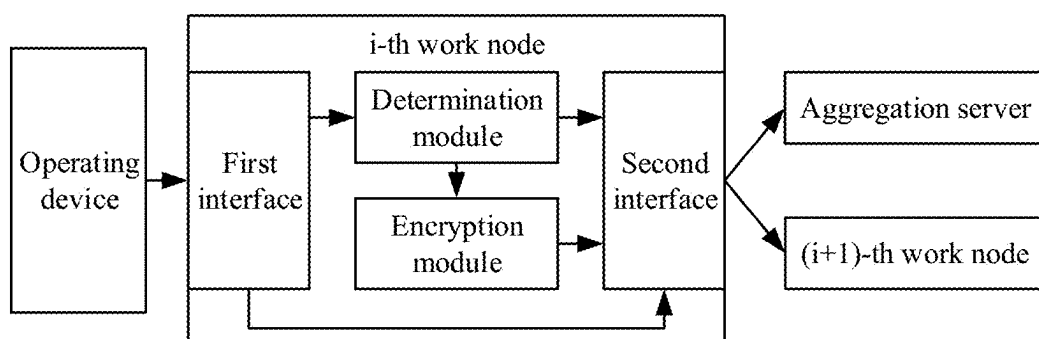 i-th work node
Operating
device
First
interface
Determination
module
Encryption
module
Second
interface
Aggregation server
(i+1)-th work node